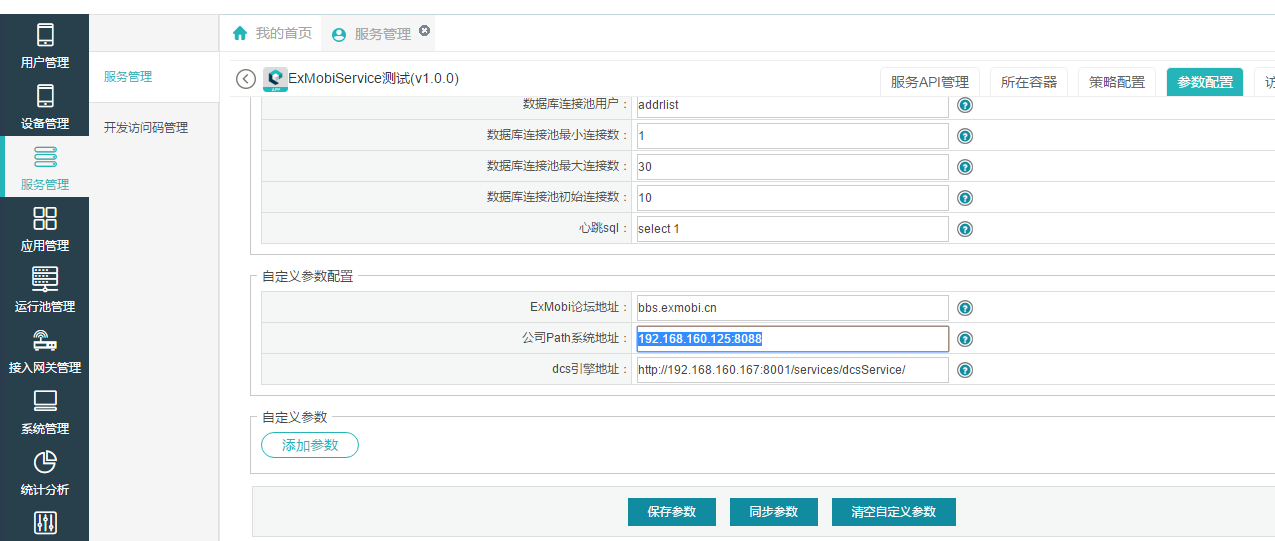 我的首页
服务管理
用户管理
设备管理
服务管理
应用管理
运行池管理
接入网关管理
系统管理
统计分析
服务管理
开发访问码管理
ExMobiService测试(v1.0.0)
APP
服务API管理
所在容器
策略配置
参数配置
数据库连接池用户： addrlist
数据库连接池最小连接数： 1
数据库连接池最大连接数： 30
数据库连接池初始连接数： 10
心跳sql： select 1
自定义参数配置
ExMobi论坛地址： bbs.exmobi.cn
公司Path系统地址： 192.168.160.125:8088
dcs引擎地址： http://192.168.160.167:8001/services/dcsService/
自定义参数
添加参数
保存参数
同步参数
清空自定义参数